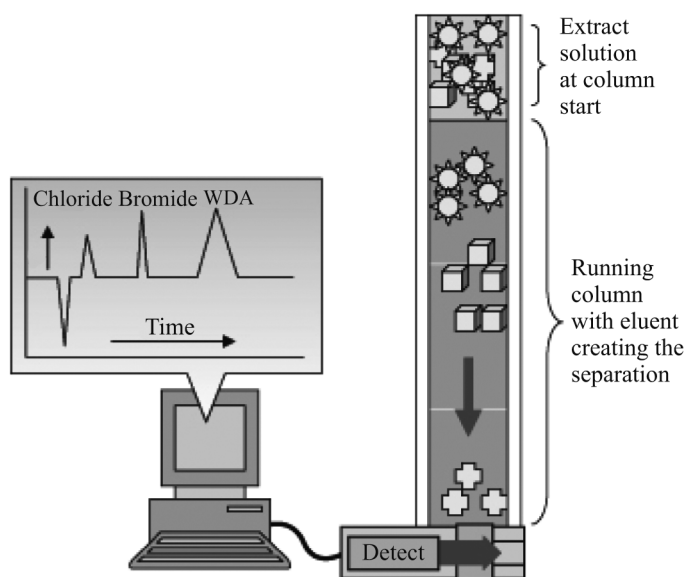 Extract
solution
at column
start
Chloride Bromide WDA
Time
Running
column
with eluent
creating the
separation
Detect